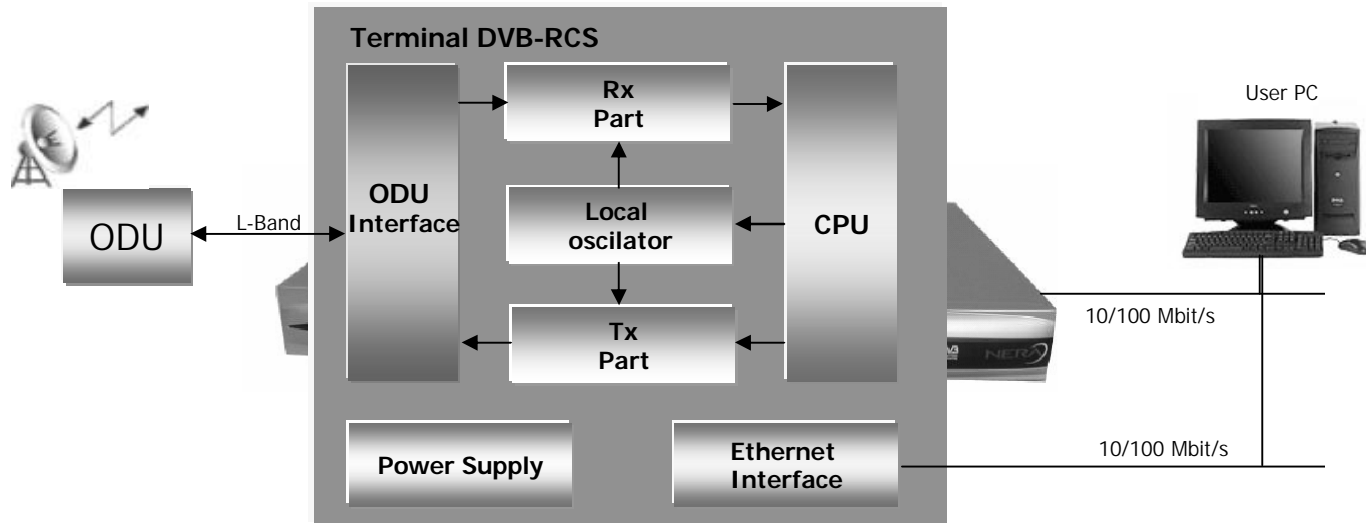 Terminal DVB-RCS
Rx
Part
User PC
ODU
Interface
Local
oscilator
CPU
ODU
L-Band
Tx
Part
10/100 Mbit/s
NERA
Power Supply
Ethernet
Interface
10/100 Mbit/s